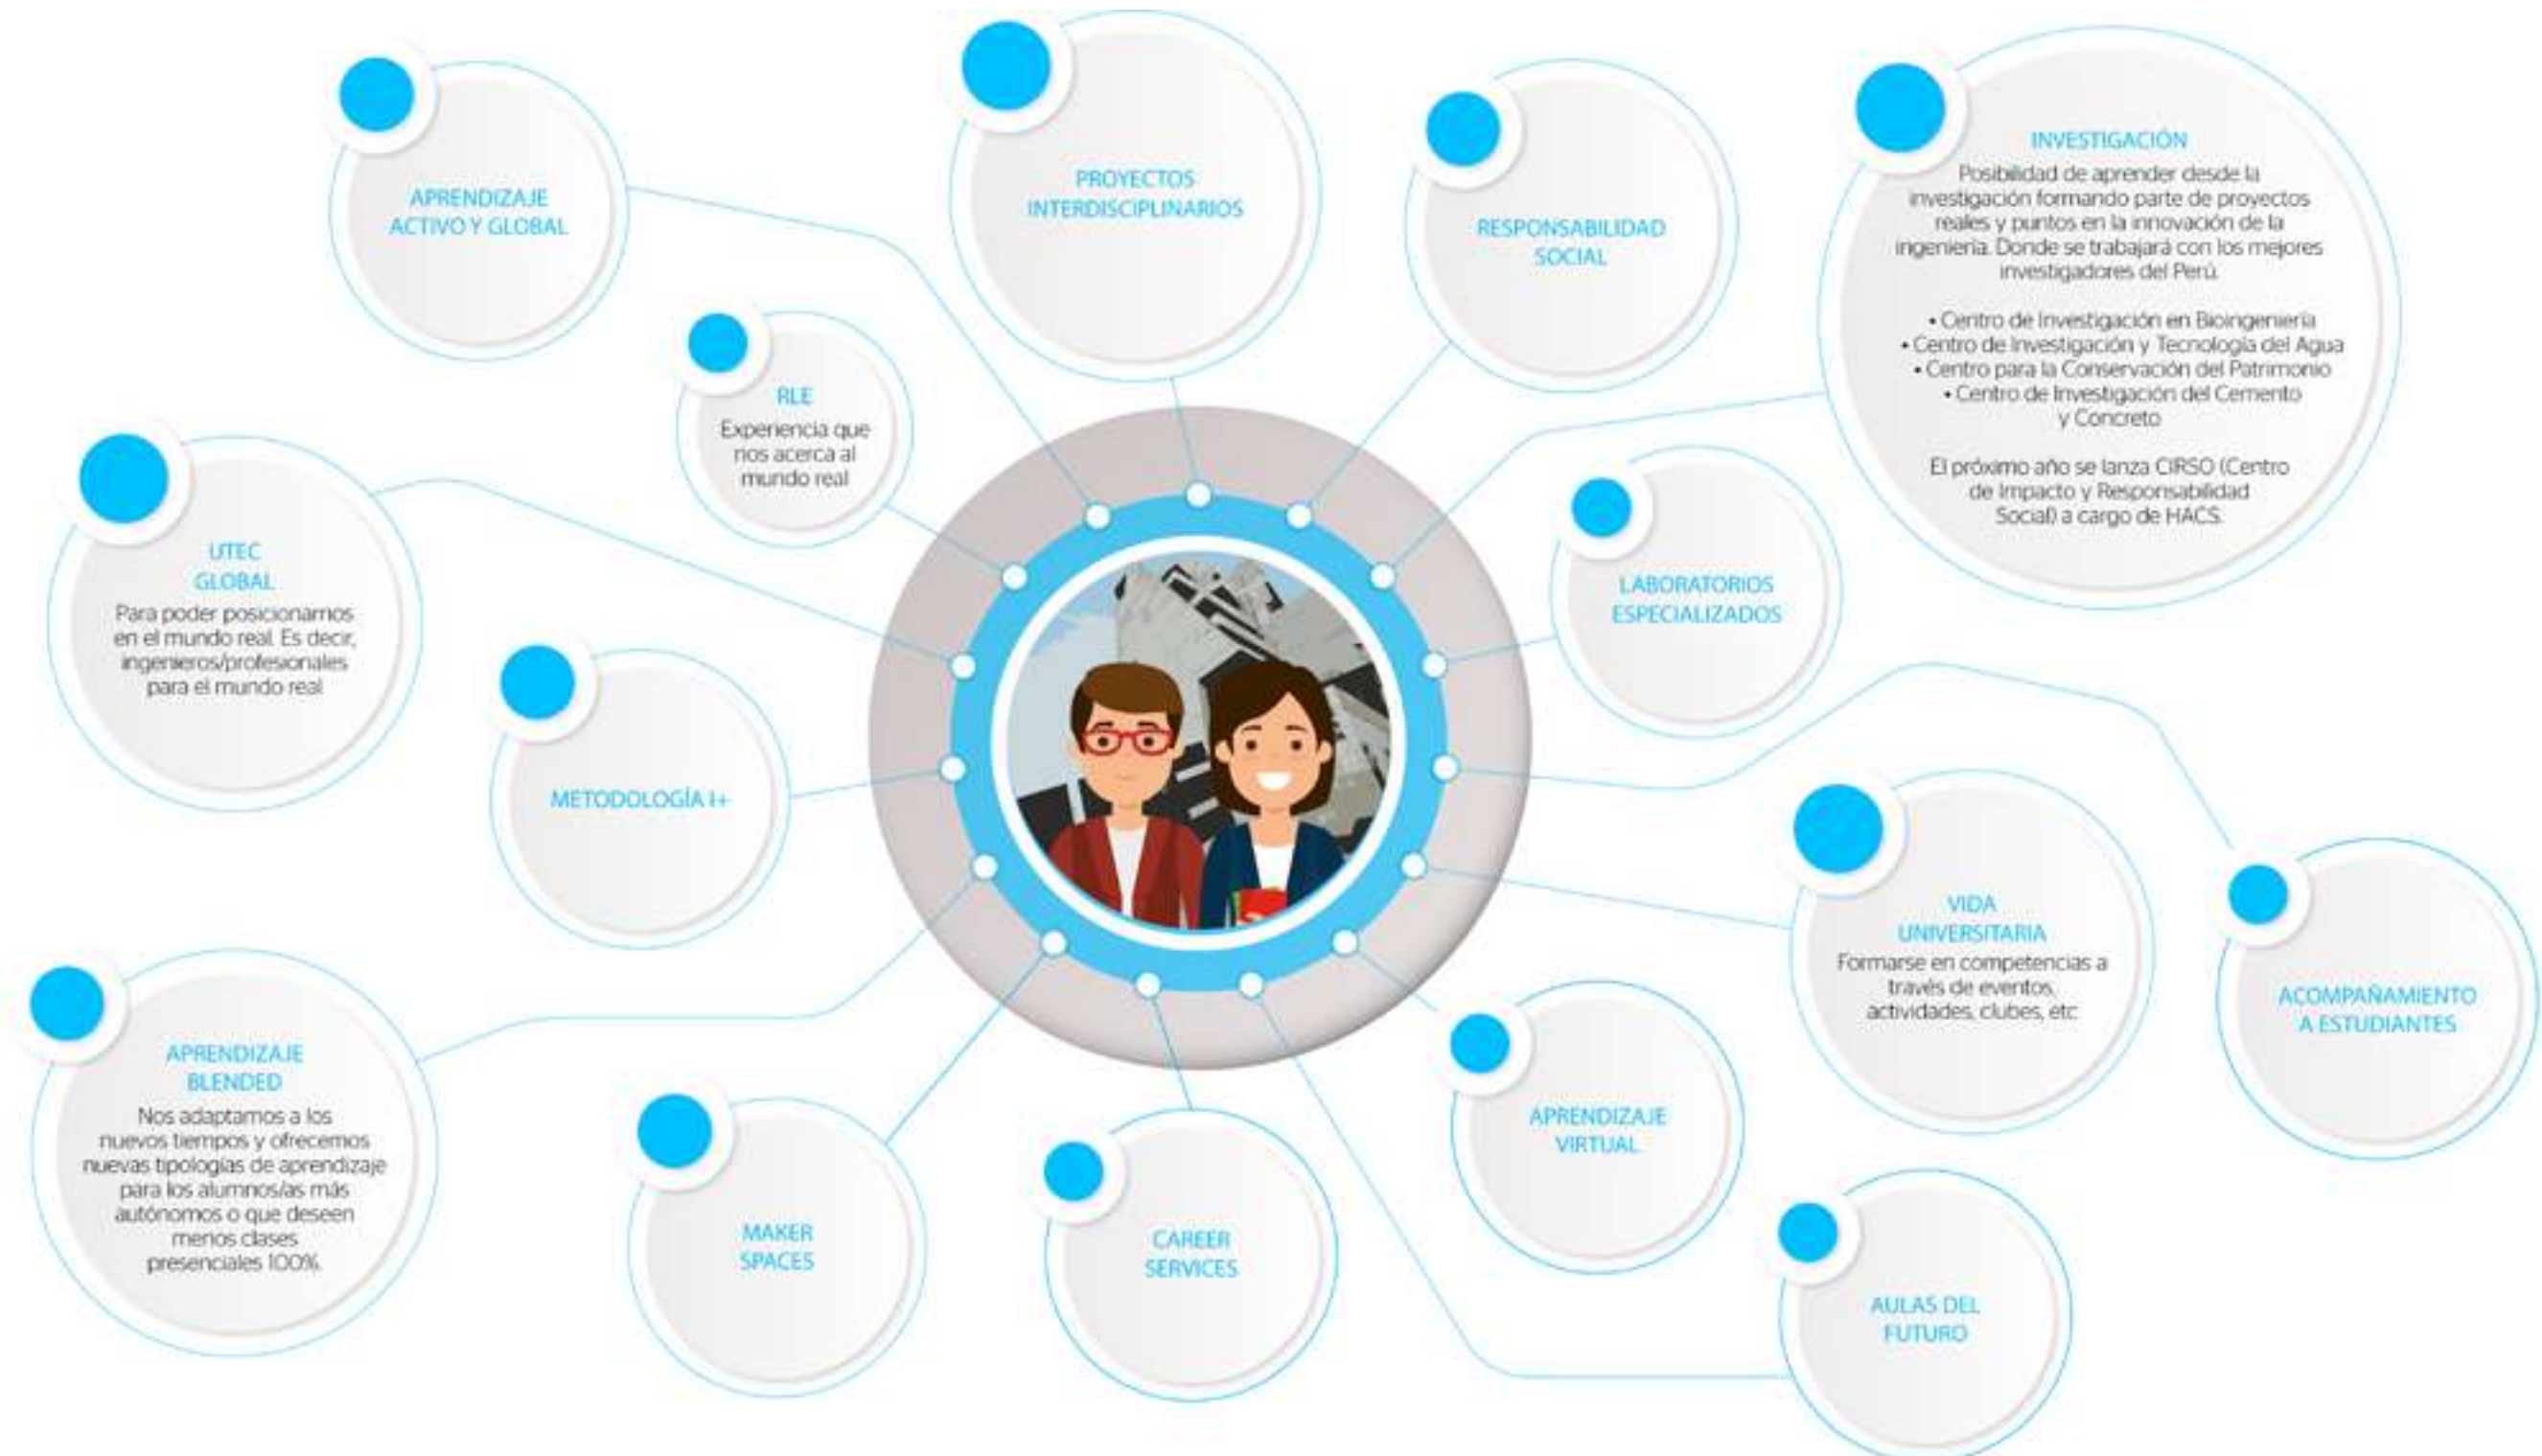 APRENDIZAJE
ACTIVO Y GLOBAL
PROYECTOS
INTERDISCIPLINARIOS
RESPONSABILIDAD
SOCIAL
INVESTIGACIÓN
Posibilidad de aprender desde la
investigación formando parte de proyectos
reales y puntos en la innovación de la
ingeniería. Donde se trabajará con los mejores
investigadores del Perú.
• Centro de Investigación en Bioingeniería
• Centro de Investigación y Tecnología del Agua
• Centro para la Conservación del Patrimonio
• Centro de Investigación del Cemento
y Concreto
El próximo año se lanza CIRSO (Centro
de Impacto y Responsabilidad
Social) a cargo de HACS.
RLE
Experiencia que
nos acerca al
mundo real
UTEC
GLOBAL
Para poder posicionarnos
en el mundo real. Es decir,
ingenieros/profesionales
para el mundo real
LABORATORIOS
ESPECIALIZADOS
METODOLOGÍA I+
VIDA
UNIVERSITARIA
Formarse en competencias a
través de eventos,
actividades, clubes, etc
ACOMPAÑAMIENTO
A ESTUDIANTES
APRENDIZAJE
BLENDED
Nos adaptamos a los
nuevos tiempos y ofrecemos
nuevas tipologías de aprendizaje
para los alumnos/as más
autónomos o que deseen
menos clases
presenciales 100%.
APRENDIZAJE
VIRTUAL
MAKER
SPACES
CAREER
SERVICES
AULAS DEL
FUTURO